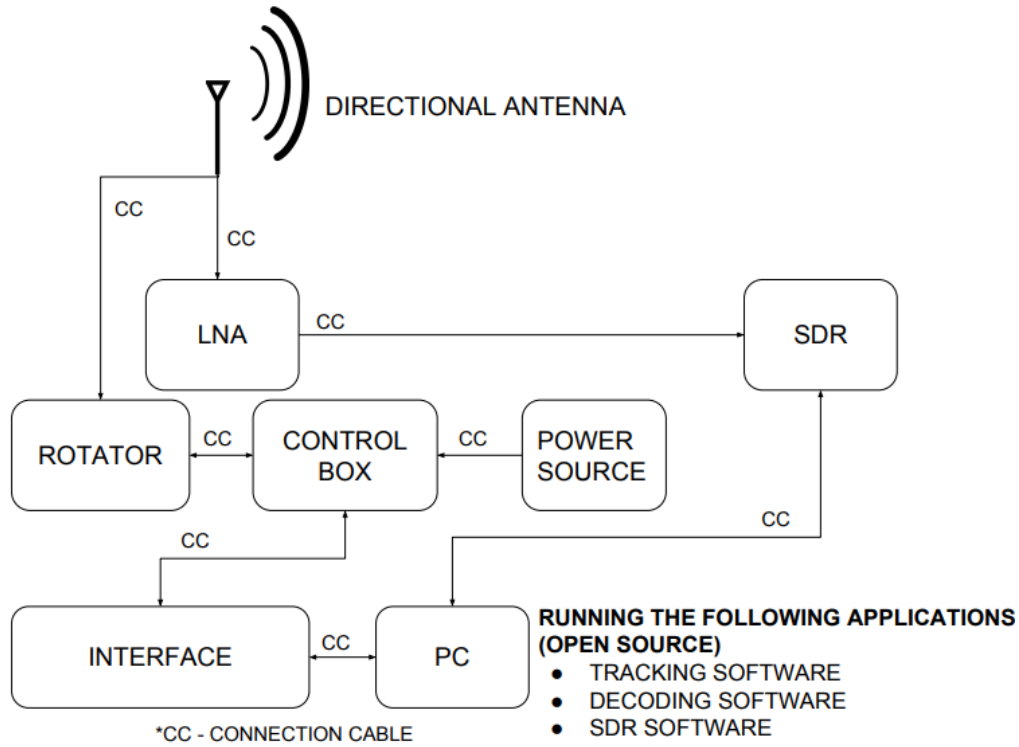 DIRECTIONAL ANTENNA
CC
CC
LNA
CC
SDR
ROTATOR
CC
CONTROL
BOX
CC
POWER
SOURCE
CC
CC
INTERFACE
CC
PC
RUNNING THE FOLLOWING APPLICATIONS
(OPEN SOURCE)
● TRACKING SOFTWARE
● DECODING SOFTWARE
● SDR SOFTWARE
*CC - CONNECTION CABLE